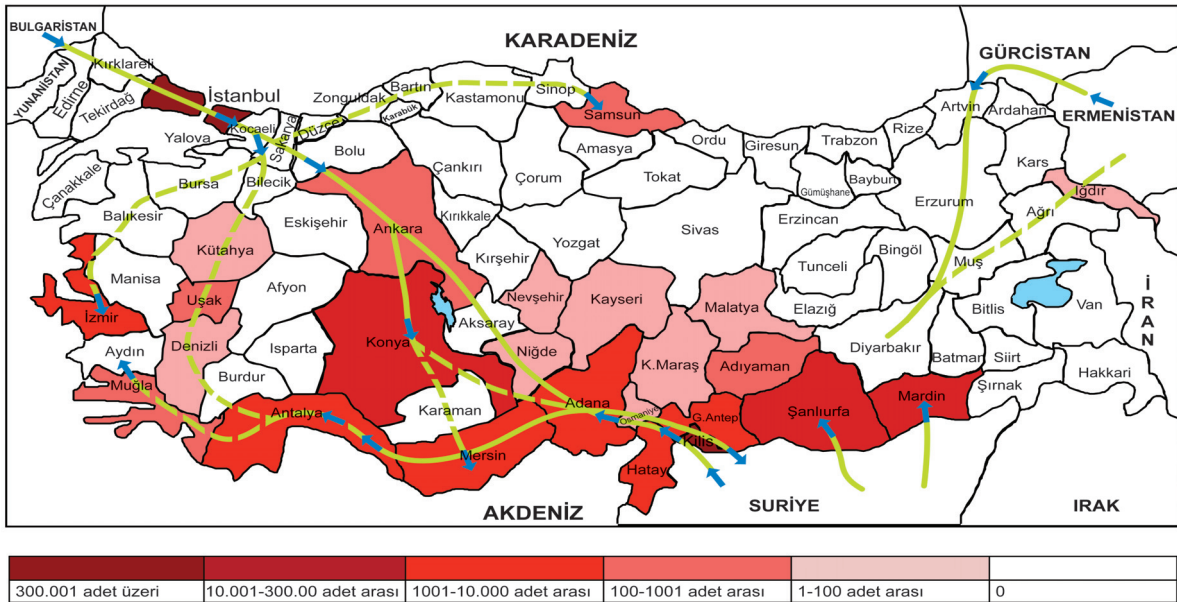 BULGARİSTAN
KARADENİZ
GÜRCİSTAN
ERMENİSTAN
YUNANİSTAN
Kırklareli
Edirne
Tekirdağ
İstanbul
Kocaeli
Yalova
Sakarya
Düzce
Zonguldak
Bartın
Karabük
Kastamonu
Sinop
Samsun
Artvin
Ardahan
Rize
Trabzon
Giresun
Ordu
Amasya
Tokat
Çorum
Çankırı
Bolu
Bilecik
Bursa
Çanakkale
Balıkesir
Kütahya
Eskişehir
Ankara
Kırıkkale
Kırşehir
Yozgat
Sivas
Gümüşhane
Bayburt
Erzincan
Erzurum
Kars
Iğdır
Ağrı
Muş
Bingöl
Tunceli
Elazığ
Malatya
Kayseri
Nevşehir
Aksaray
Niğde
Konya
Afyon
Uşak
Manisa
İzmir
Aydın
Denizli
Isparta
Burdur
Muğla
Antalya
Karaman
Mersin
Adana
Osmaniye
K.Maraş
Adıyaman
G.Antep
Kilis
Hatay
Şanlıurfa
Mardin
Diyarbakır
Batman
Siirt
Şırnak
Bitlis
Van
Hakkari
İRAN
AKDENİZ
SURİYE
IRAK
300.001 adet üzeri
10.001-300.00 adet arası
1001-10.000 adet arası
100-1001 adet arası
1-100 adet arası
0